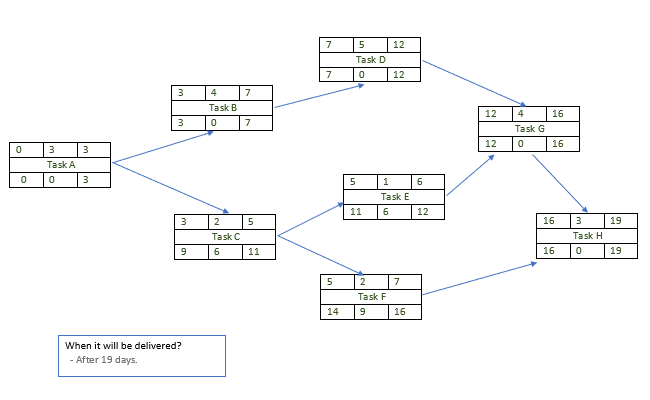 7 5 12
Task D
7 0 12
3 4 7
Task B
3 0 7
12 4 16
Task G
12 0 16
0 3 3
Task A
0 0 3
5 1 6
Task E
11 6 12
3 2 5
Task C
9 6 11
16 3 19
Task H
16 0 19
5 2 7
Task F
14 9 16
When it will be delivered?
- After 19 days.